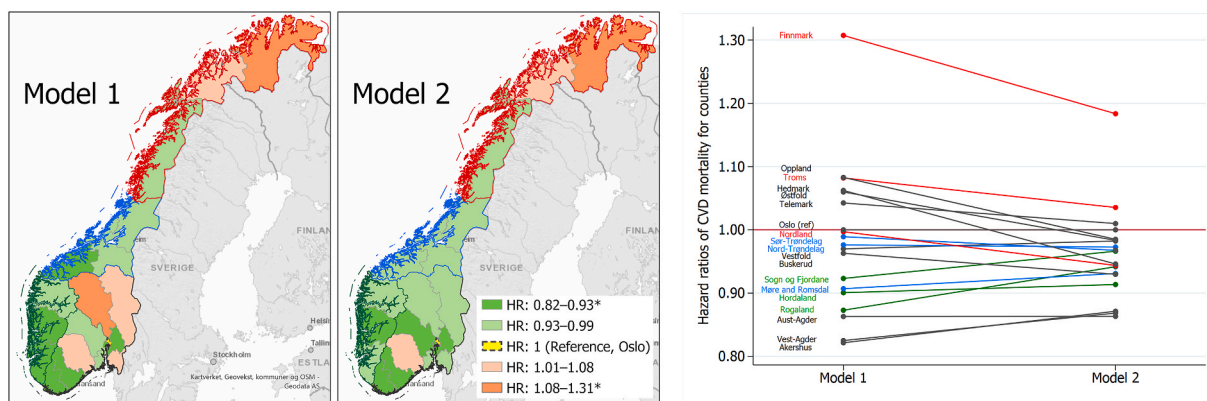 Model 1
SVERIGE
FINLAN
Stockholm
Helsin
Tallin
ESTLA
Kartverket, Geovekst, kommuner og OSM -
Geodata AS
Model 2
SVERIGE
FINLAN
HR: 0.82–0.93*
HR: 0.93–0.99
HR: 1 (Reference, Oslo)
HR: 1.01–1.08
HR: 1.08–1.31*
Hazard ratios of CVD mortality for counties
1.30
1.20
1.10
1.00
0.90
0.80
Finnmark
Oppland
Troms
Hedmark
Østfold
Telemark
Oslo (ref)
Nordland
Sør-Trøndelag
Nord-Trøndelag
Vestfold
Buskerud
Sogn og Fjordane
Møre and Romsdal
Hordaland
Rogaland
Aust-Agder
Vest-Agder
Akershus
Model 1
Model 2